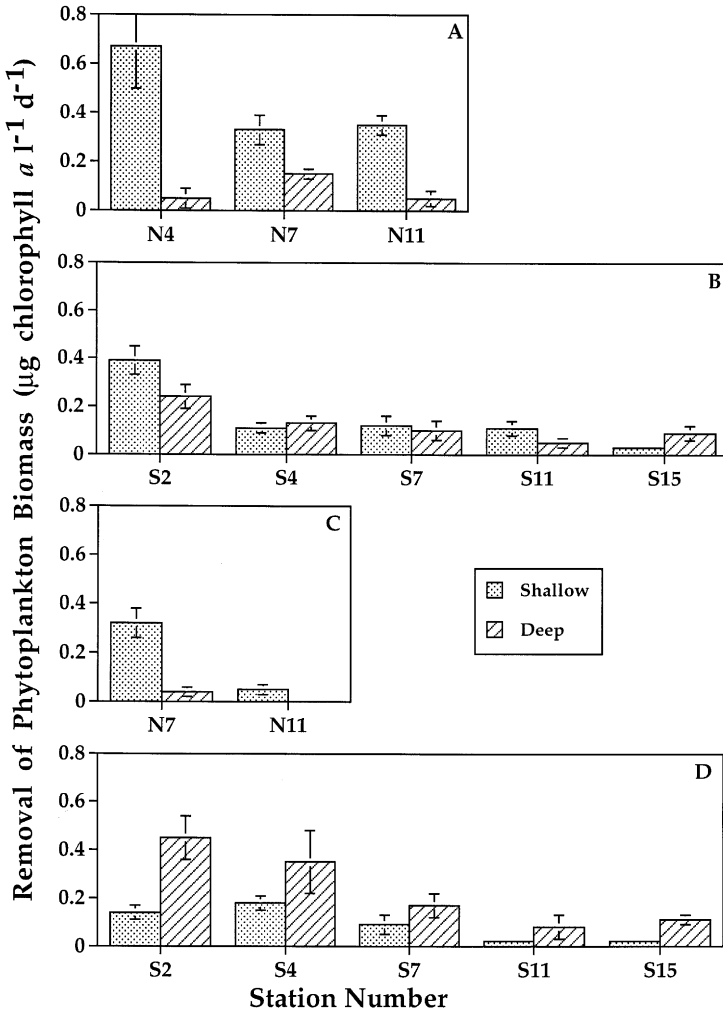 Removal of Phytoplankton Biomass (µg chlorophyll a l-1 d-1)
A
0.8
0.6
0.4
0.2
0
N4 N7 N11
B
0.8
0.6
0.4
0.2
0
S2 S4 S7 S11 S15
C
0.8
0.6
0.4
0.2
0
N7 N11
Shallow
Deep
D
0.8
0.6
0.4
0.2
0
S2 S4 S7 S11 S15
Station Number